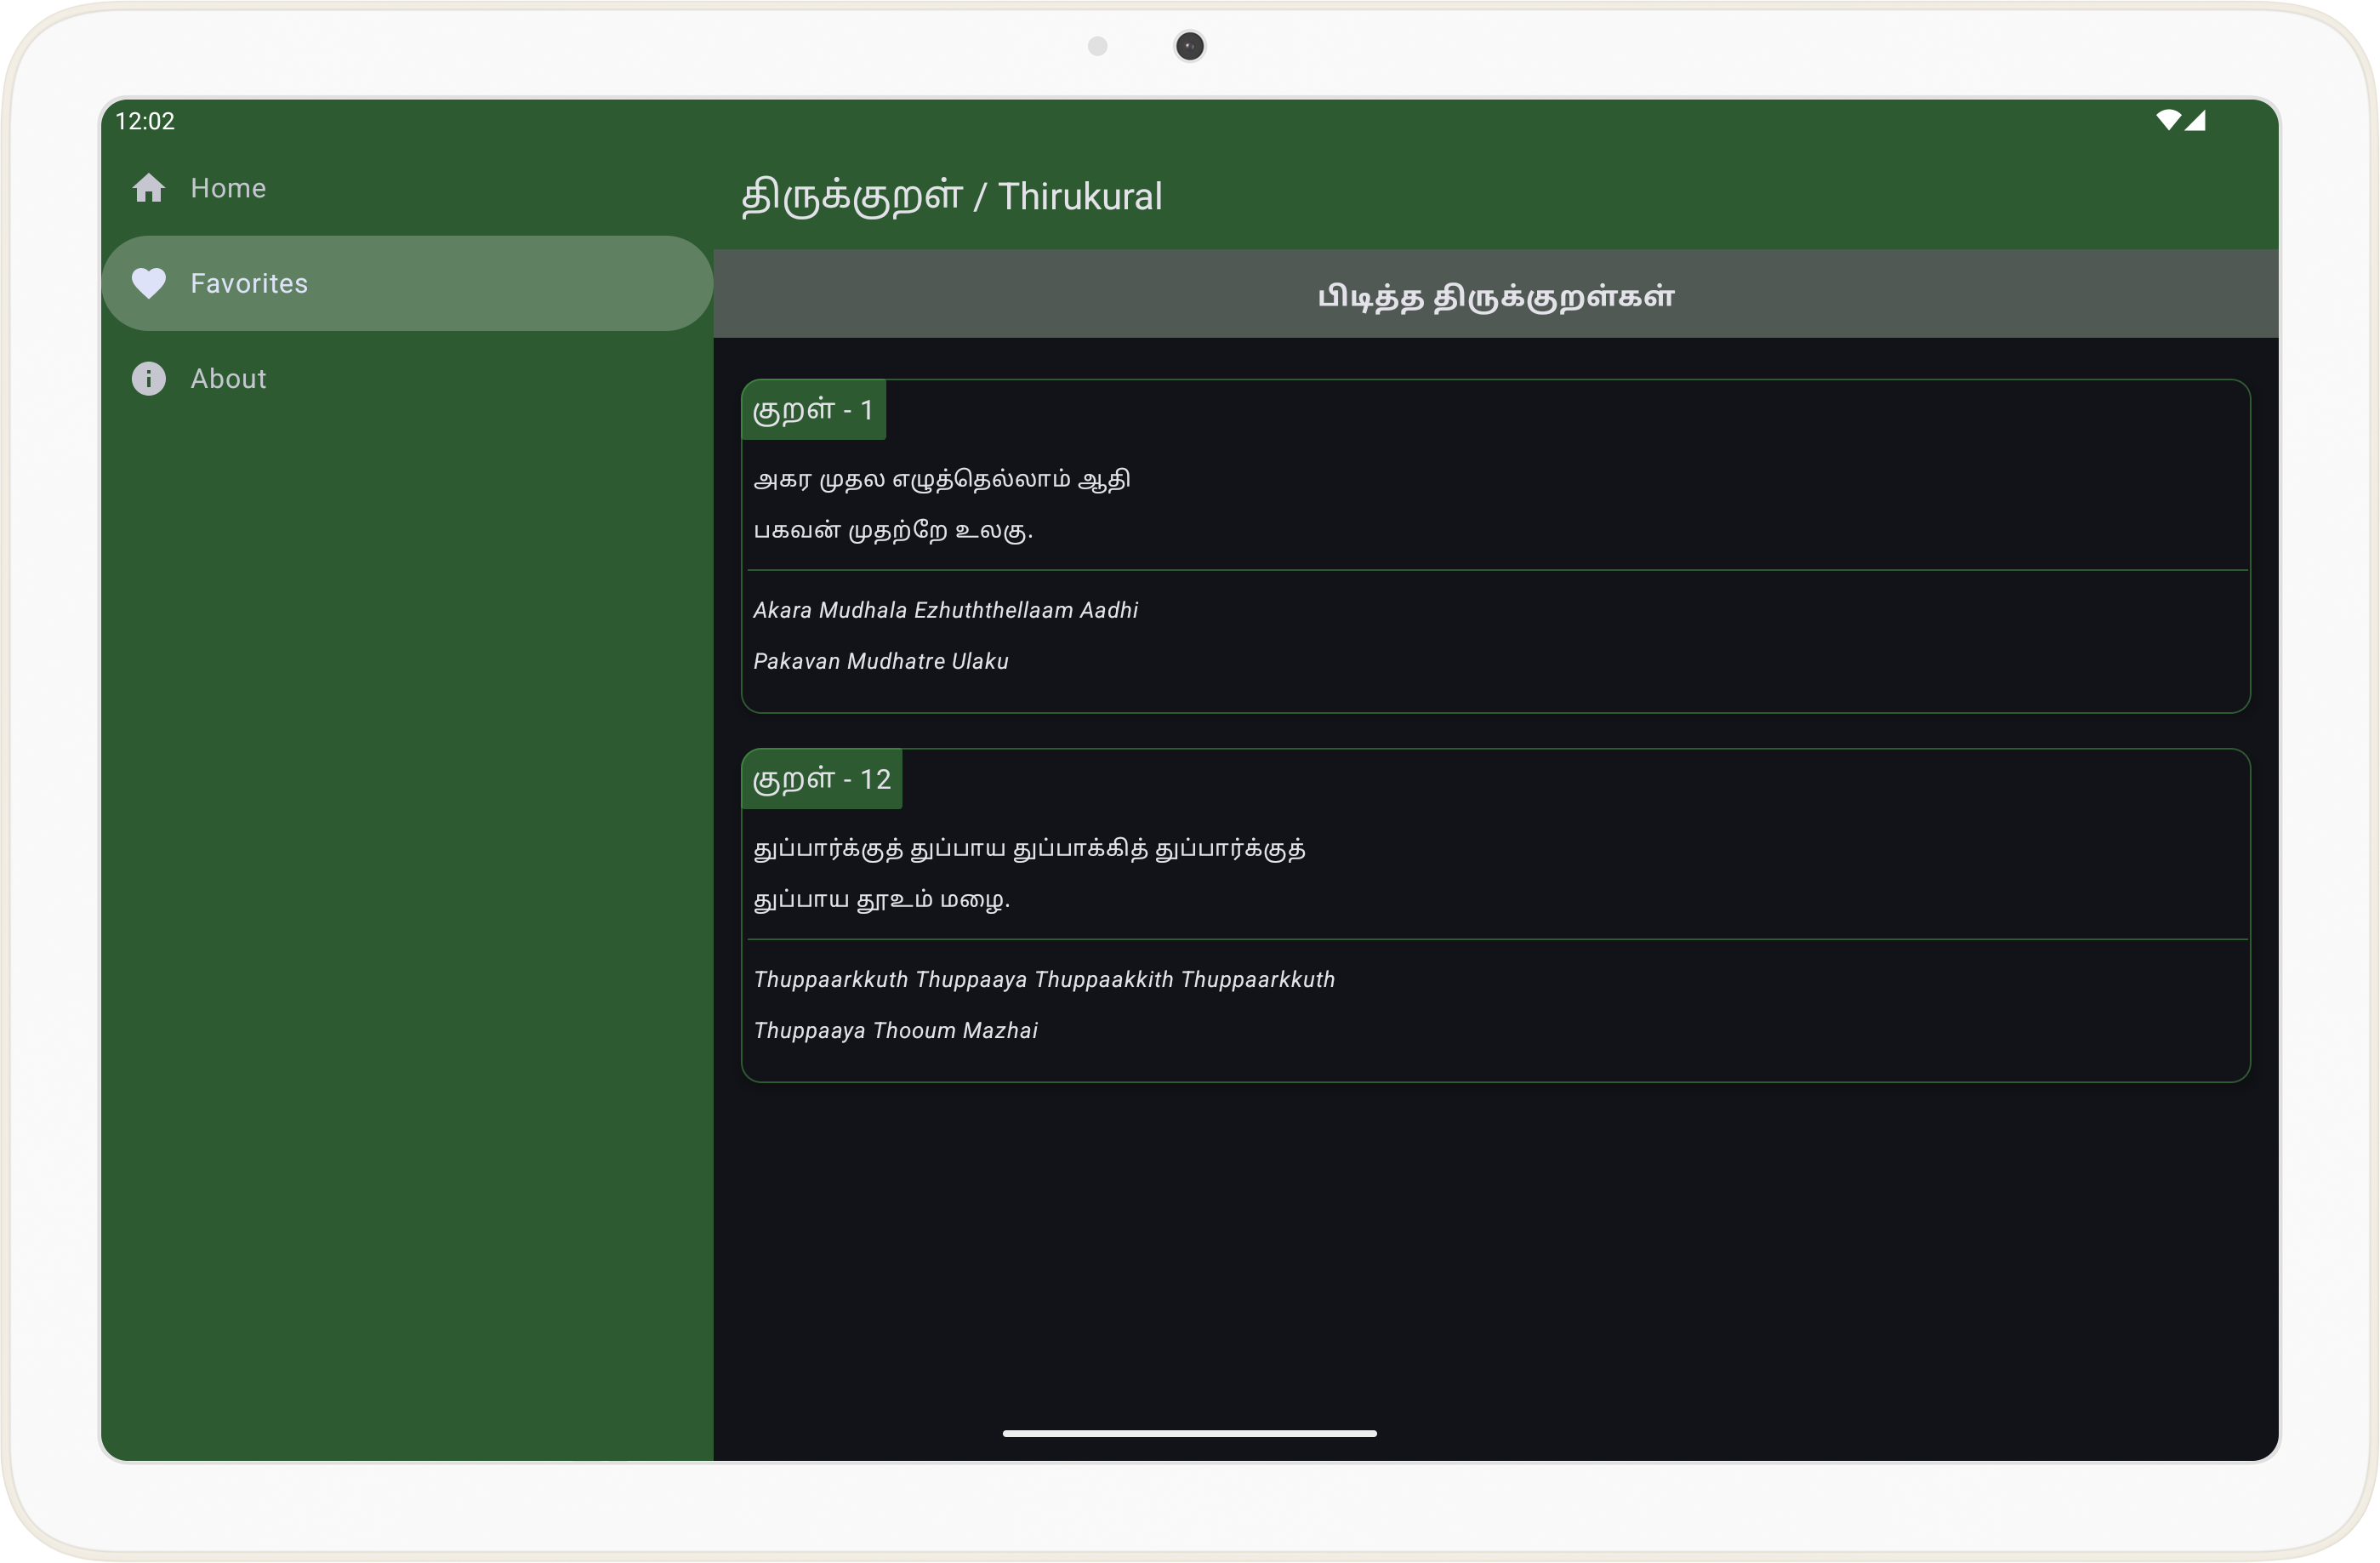 12:02
Home
Favorites
About
திருக்குறள் / Thirukural
பிடித்த திருக்குறள்கள்
குறள் - 1
அகர முதல எழுத்தெல்லாம் ஆதி
பகவன் முதற்றே உலகு.
Akara Mudhala Ezhuththellaam Aadhi
Pakavan Mudhatre Ulaku
குறள் - 12
துப்பார்க்குத் துப்பாய துப்பாக்கித் துப்பார்க்குத்
துப்பாய தூஉம் மழை.
Thuppaarkkuth Thuppaaya Thuppaakkith Thuppaarkkuth
Thuppaaya Thooum Mazhai